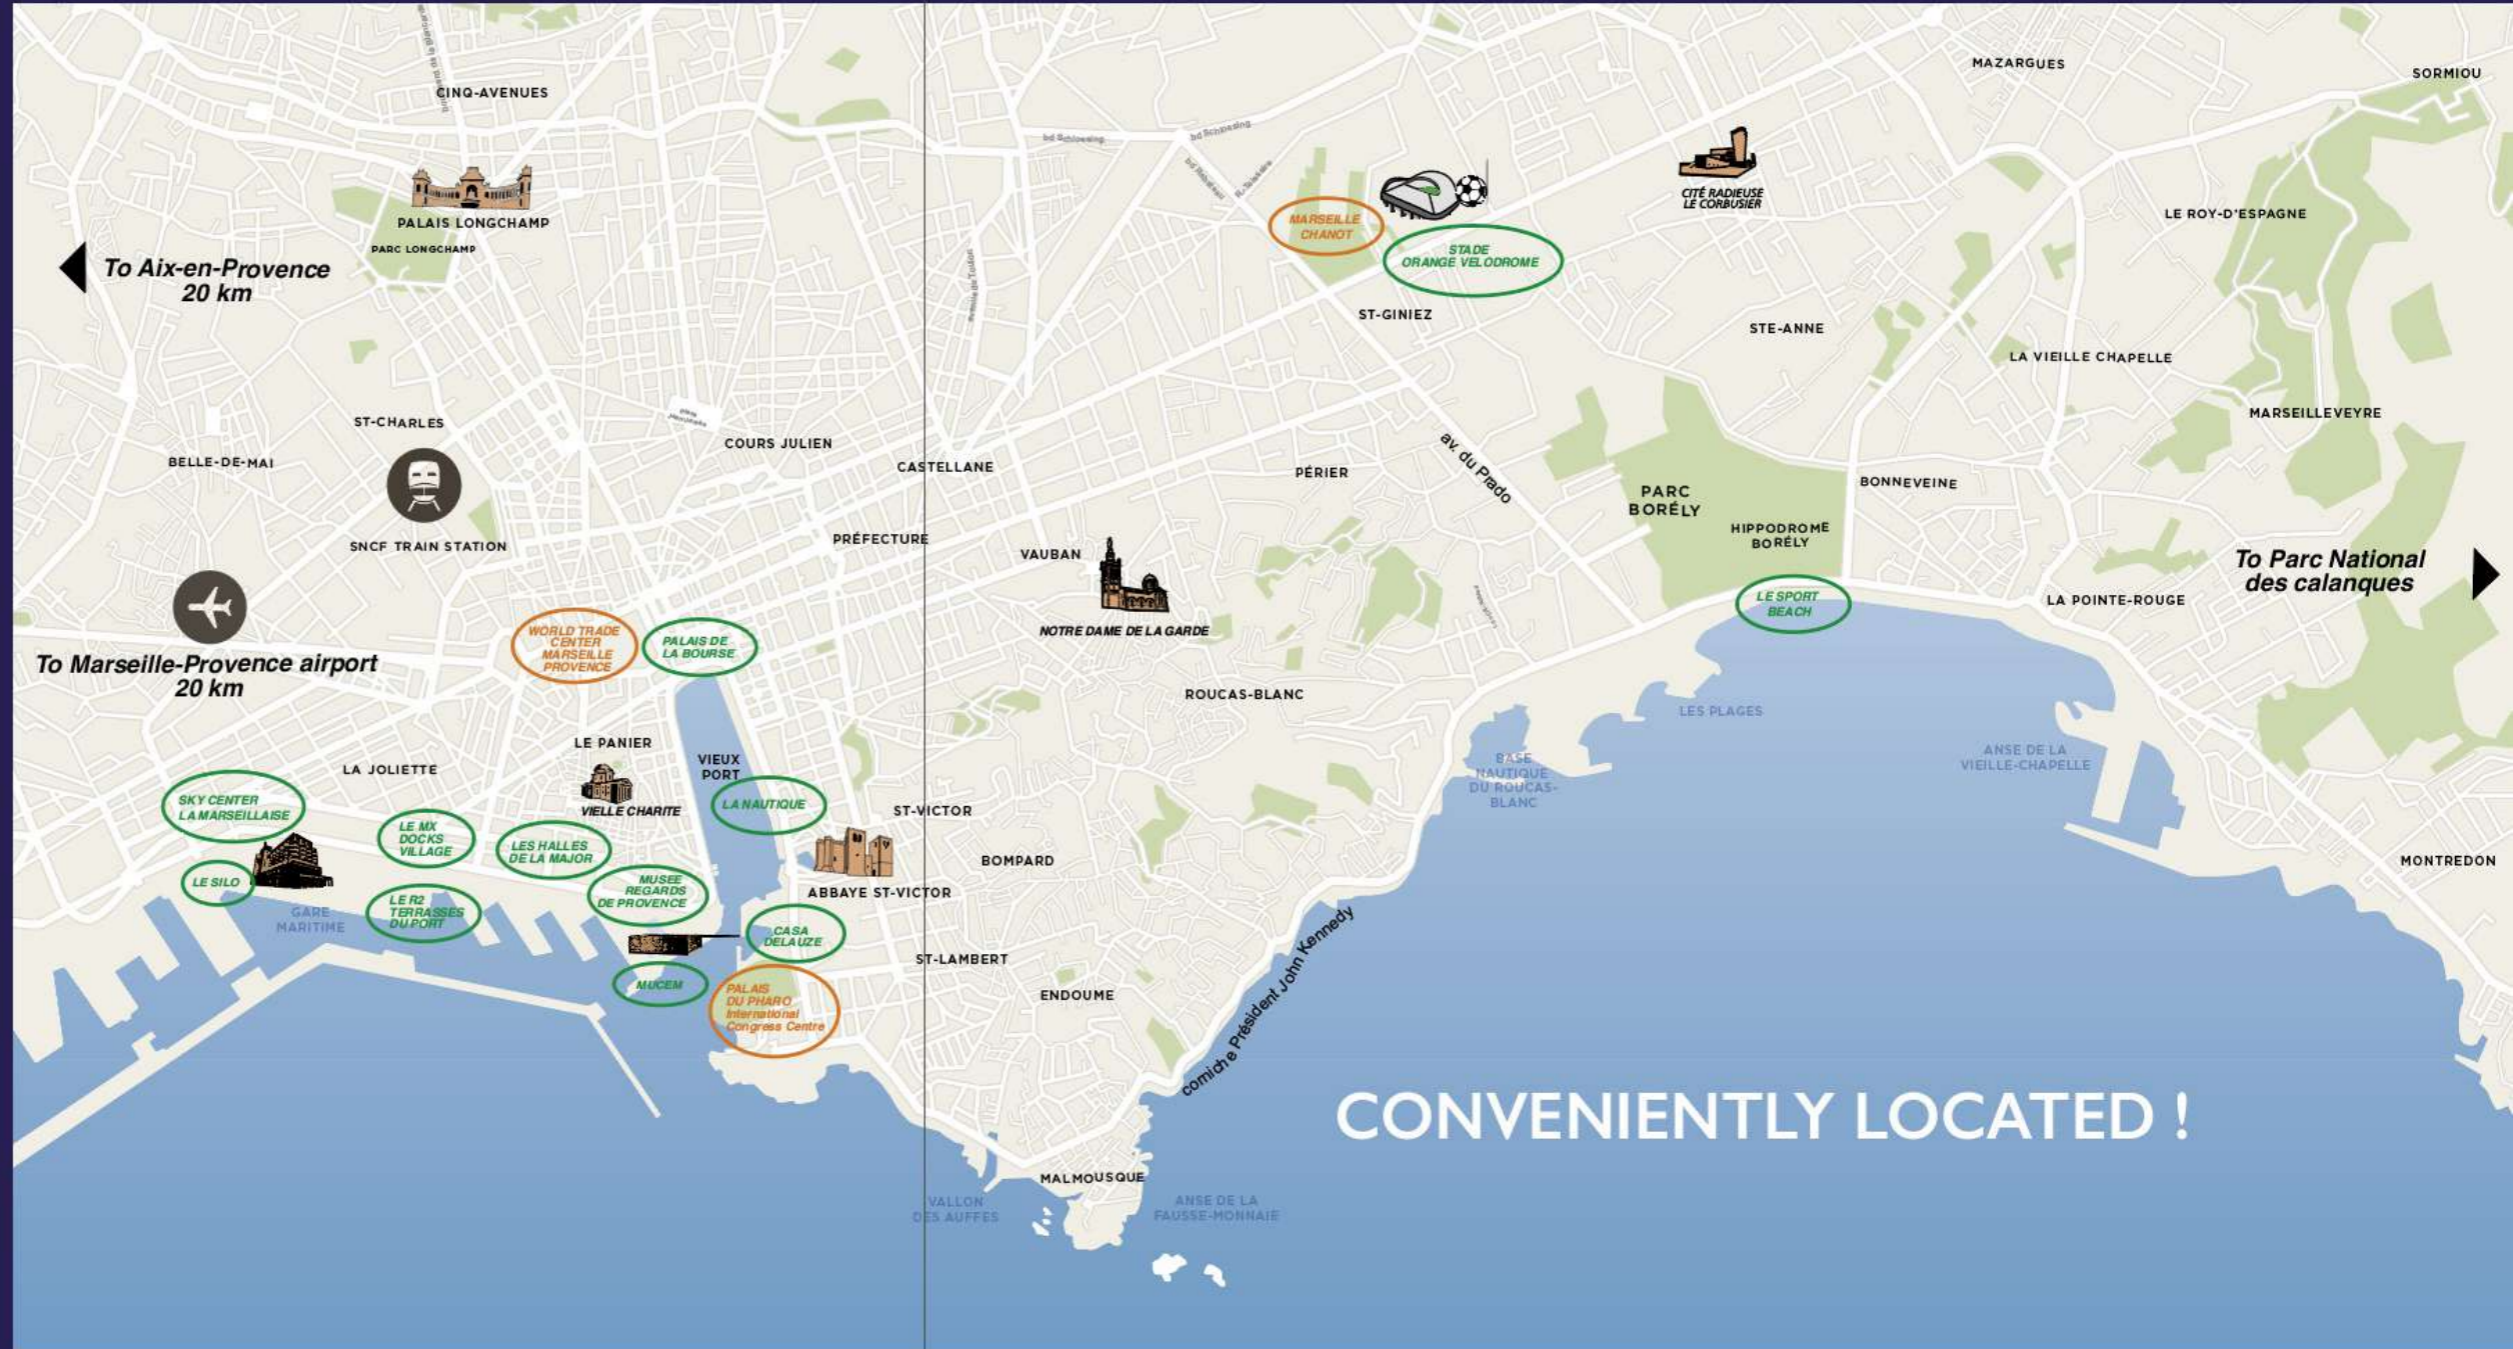 MAZARGUES
SORMIOU
CINQ-AVENUES
bd Schloesing
bd Schloesing
bd Rabatau
CITÉ RADIEUSE
LE CORBUSIER
PALAIS LONGCHAMP
PARC LONGCHAMP
MARSEILLE
CHANOT
STADE
ORANGE VELODROME
LE ROY-D'ESPAGNE
To Aix-en-Provence
20 km
avenue de Toulon
ST-GINIEZ
STE-ANNE
LA VIEILLE CHAPELLE
MARSEILLEVEYRE
ST-CHARLES
COURS JULIEN
BELLE-DE-MAI
CASTELLANE
PÉRIER
av. du Prado
PARC
BORÉLY
BONNEVEINE
HIPPODROME
BORÉLY
SNCF TRAIN STATION
PRÉFECTURE
VAUBAN
To Parc National
des calanques
LE SPORT
BEACH
LA POINTE-ROUGE
NOTRE DAME DE LA GARDE
WORLD TRADE
CENTER
MARSEILLE
PROVENCE
PALAIS DE
LA BOURSE
To Marseille-Provence airport
20 km
ROUCAS-BLANC
LES PLAGES
LE PANIER
VIEUX
PORT
LA JOLIETTE
BASE
NAUTIQUE
DU ROUCAS-
BLANC
ANSE DE LA
VIEILLE-CHAPELLE
SKY CENTER
LA MARSEILLAISE
VIELLE CHARITE
LA NAUTIQUE
ST-VICTOR
LE MX
DOCKS
VILLAGE
LES HALLES
DE LA MAJOR
BOMPARD
MONTREDON
LE SILO
MUSEE
REGARDS
DE PROVENCE
ABBAYE ST-VICTOR
GARE
MARITIME
LE R2
TERRASSES
DU PORT
CASA
DELAUZE
ST-LAMBERT
corniche Président John Kennedy
MUCEM
PALAIS
DU PHARO
International
Congress Centre
ENDOUME
CONVENIENTLY LOCATED !
MALMOUSQUE
VALLON
DES AUFFES
ANSE DE LA
FAUSSE-MONNAIE